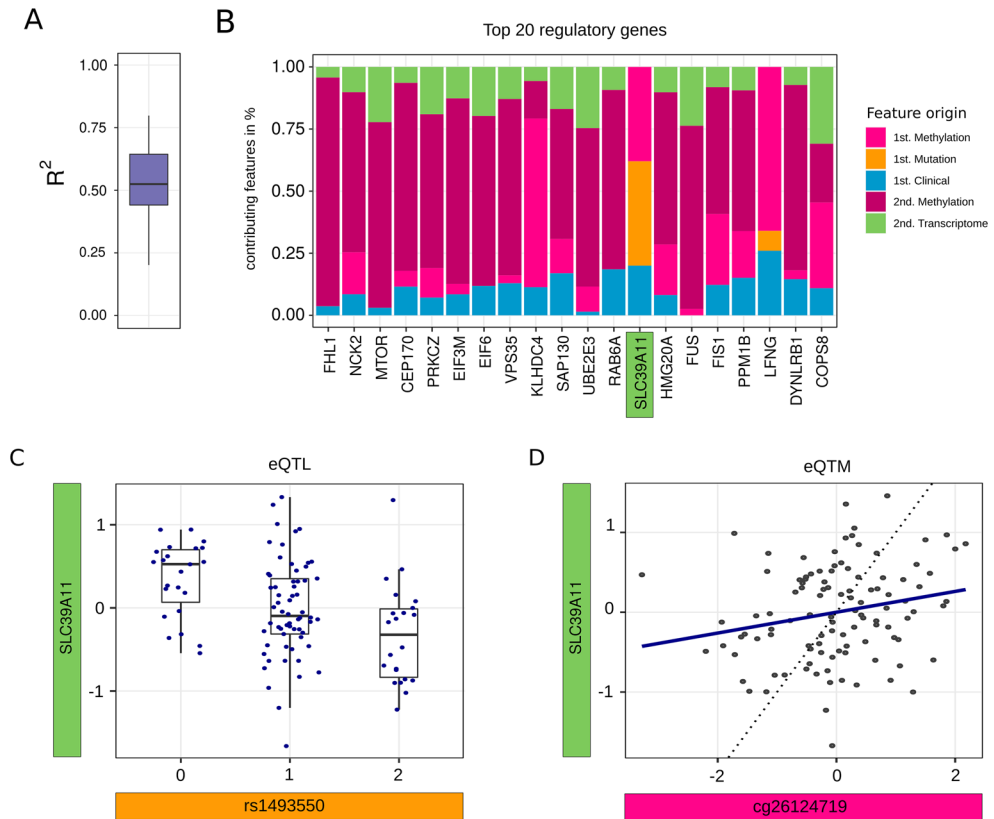 A
R2
1.00
0.75
0.50
0.25
0.00
B
Top 20 regulatory genes
contributing features in %
1.00
0.75
0.50
0.25
0.00
FHL1
NCK2
MTOR
CEP170
PRKCZ
EIF3M
EIF6
VPS35
KLHDC4
SAP130
UBE2E3
RAB6A
SLC39A11
HMG20A
FUS
FIS1
PPM1B
LFNG
DYNLRB1
COPS8
Feature origin
1st. Methylation
1st. Mutation
1st. Clinical
2nd. Methylation
2nd. Transcriptome
C
eQTL
SLC39A11
1
0
-1
0 1 2
rs1493550
D
eQTM
SLC39A11
1
0
-1
-2 0 2
cg26124719